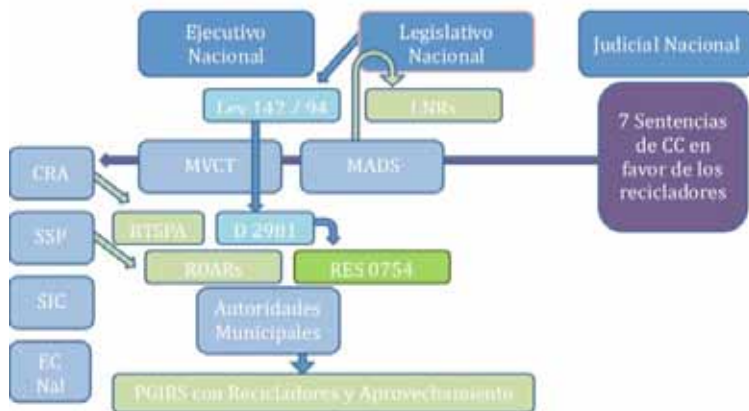 Ejecutivo
Nacional
Legislativo
Nacional
Judicial Nacional
Ley 142 / 94
LNRs
7 Sentencias
de CC en
favor de los
recicladores
MVCT
MADS
CRA
RTSPA
D 2981
SSP
ROARs
RES 0754
SIC
Autoridades
Municipales
Nal
PGIRS con Recicladores y Aprovechamiento